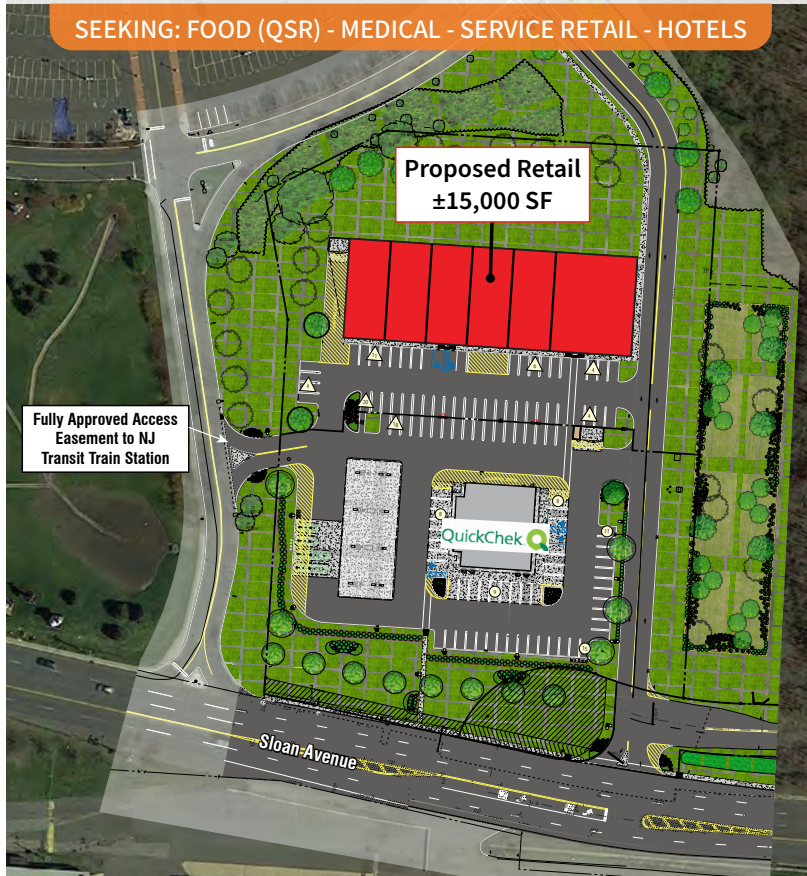 SEEKING: FOOD (QSR) - MEDICAL - SERVICE RETAIL - HOTELS
Proposed Retail
±15,000 SF
Fully Approved Access
Easement to NJ
Transit Train Station
QuickChek
Sloan Avenue